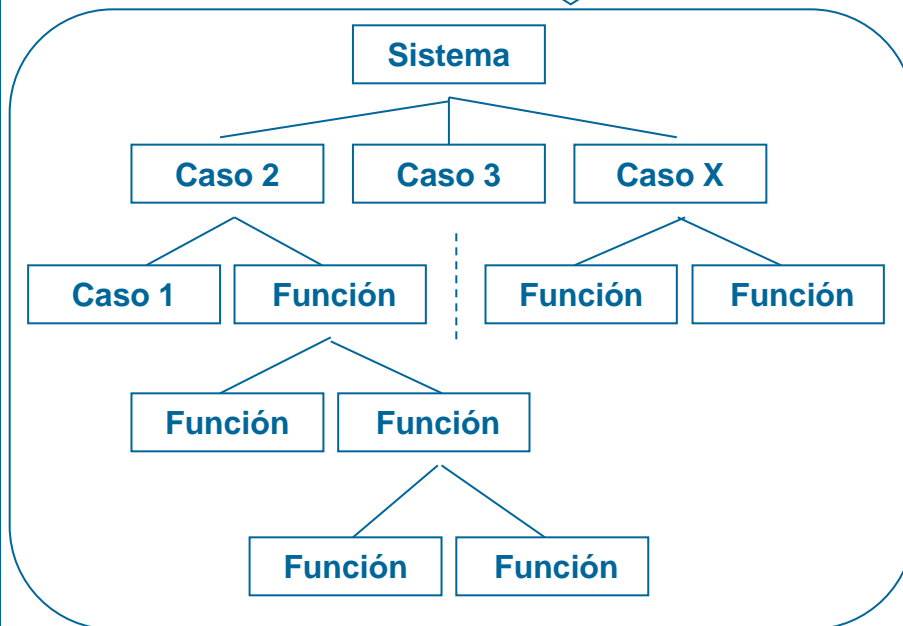 Sistema
Caso 2
Caso 3
Caso X
Caso 1
Función
Función
Función
Función
Función
Función
Función